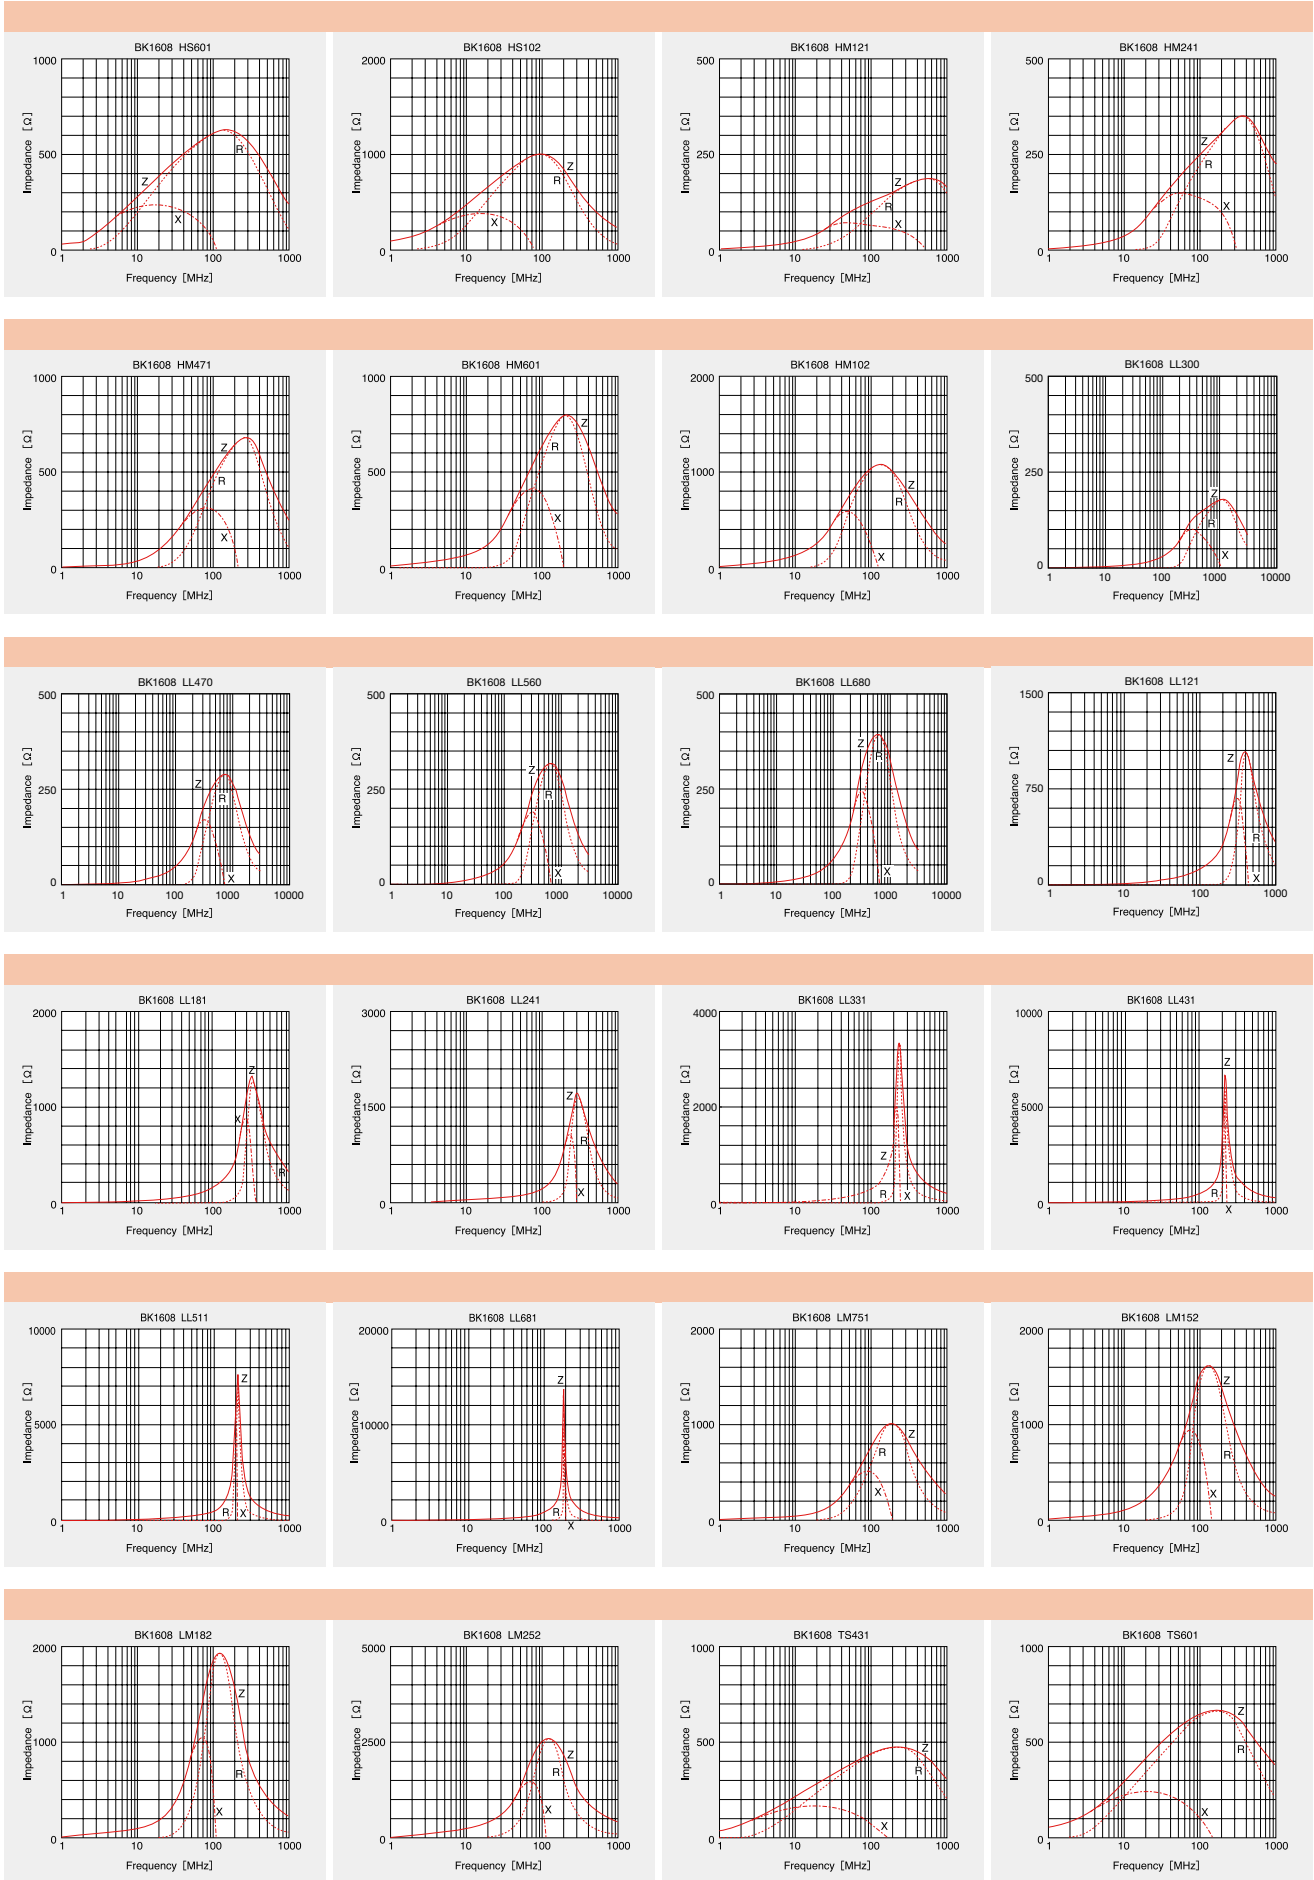 BK1608 HS601
1000
500
0
Impedance [Ω]
Z
R
X
1 10 100 1000
Frequency [MHz]
BK1608 HS102
2000
1000
0
Impedance [Ω]
Z
R
X
1 10 100 1000
Frequency [MHz]
BK1608 HM121
500
250
0
Impedance [Ω]
Z
R
X
1 10 100 1000
Frequency [MHz]
BK1608 HM241
500
250
0
Impedance [Ω]
Z
R
X
1 10 100 1000
Frequency [MHz]
BK1608 HM471
1000
500
0
Impedance [Ω]
Z
R
X
1 10 100 1000
Frequency [MHz]
BK1608 HM601
1000
500
0
Impedance [Ω]
Z
R
X
1 10 100 1000
Frequency [MHz]
BK1608 HM102
2000
1000
0
Impedance [Ω]
Z
R
X
1 10 100 1000
Frequency [MHz]
BK1608 LL300
500
250
0
Impedance [Ω]
Z
R
X
1 10 100 1000 10000
Frequency [MHz]
BK1608 LL470
500
250
0
Impedance [Ω]
Z
R
X
1 10 100 1000 10000
Frequency [MHz]
BK1608 LL560
500
250
0
Impedance [Ω]
Z
R
X
1 10 100 1000 10000
Frequency [MHz]
BK1608 LL680
500
250
0
Impedance [Ω]
Z
R
X
1 10 100 1000 10000
Frequency [MHz]
BK1608 LL121
1500
750
0
Impedance [Ω]
Z
R
X
1 10 100 1000
Frequency [MHz]
BK1608 LL181
2000
1000
0
Impedance [Ω]
Z
X
R
1 10 100 1000
Frequency [MHz]
BK1608 LL241
3000
1500
0
Impedance [Ω]
Z
R
X
1 10 100 1000
Frequency [MHz]
BK1608 LL331
4000
2000
0
Impedance [Ω]
Z
R
X
1 10 100 1000
Frequency [MHz]
BK1608 LL431
10000
5000
0
Impedance [Ω]
Z
R
X
1 10 100 1000
Frequency [MHz]
BK1608 LL511
10000
5000
0
Impedance [Ω]
Z
R
X
1 10 100 1000
Frequency [MHz]
BK1608 LL681
20000
10000
0
Impedance [Ω]
Z
R
X
1 10 100 1000
Frequency [MHz]
BK1608 LM751
2000
1000
0
Impedance [Ω]
Z
R
X
1 10 100 1000
Frequency [MHz]
BK1608 LM152
2000
1000
0
Impedance [Ω]
Z
R
X
1 10 100 1000
Frequency [MHz]
BK1608 LM182
2000
1000
0
Impedance [Ω]
Z
R
X
1 10 100 1000
Frequency [MHz]
BK1608 LM252
5000
2500
0
Impedance [Ω]
Z
R
X
1 10 100 1000
Frequency [MHz]
BK1608 TS431
1000
500
0
Impedance [Ω]
Z
R
X
1 10 100 1000
Frequency [MHz]
BK1608 TS601
1000
500
0
Impedance [Ω]
Z
R
X
1 10 100 1000
Frequency [MHz]